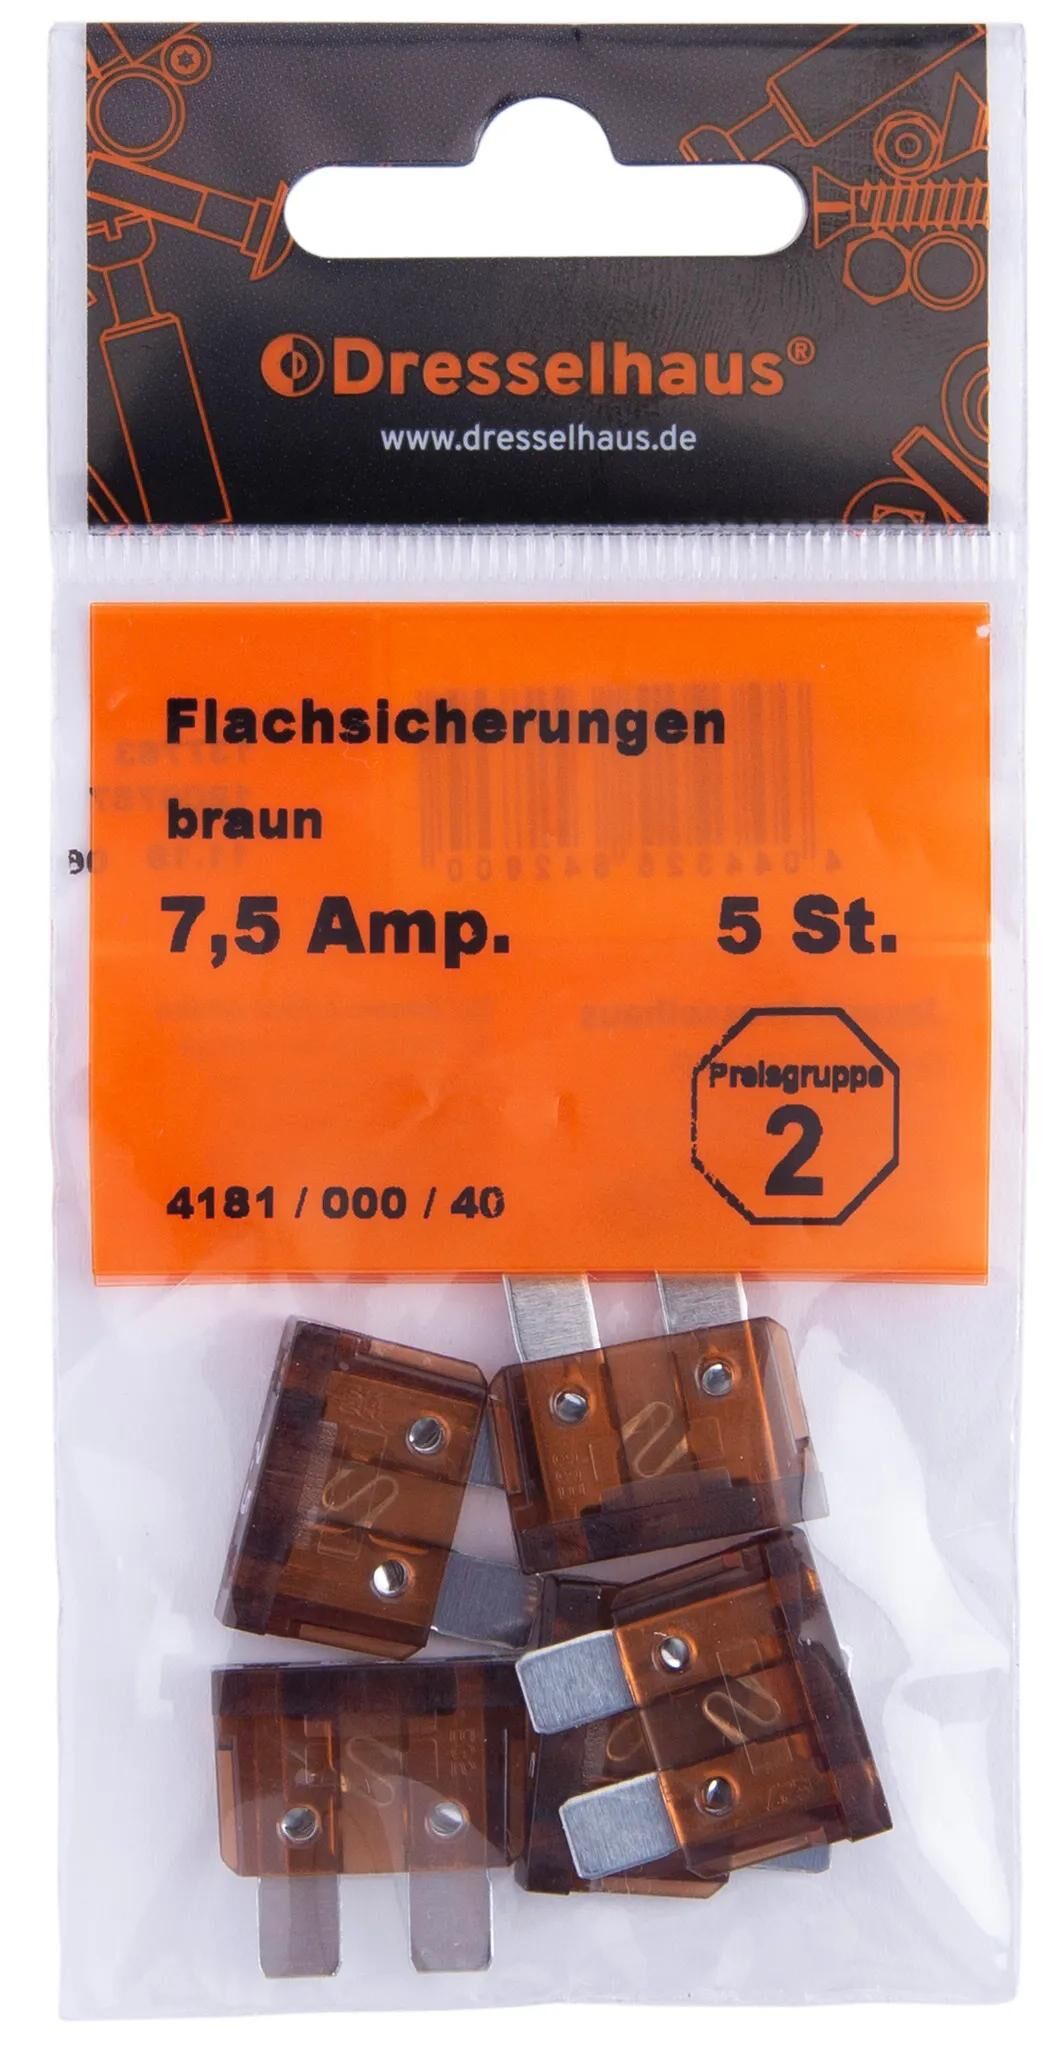 Dresselhaus®
www.dresselhaus.de
Flachsicherungen
braun
7,5 Amp. 5 St.
Preisgruppe
2
4181 / 000 / 40